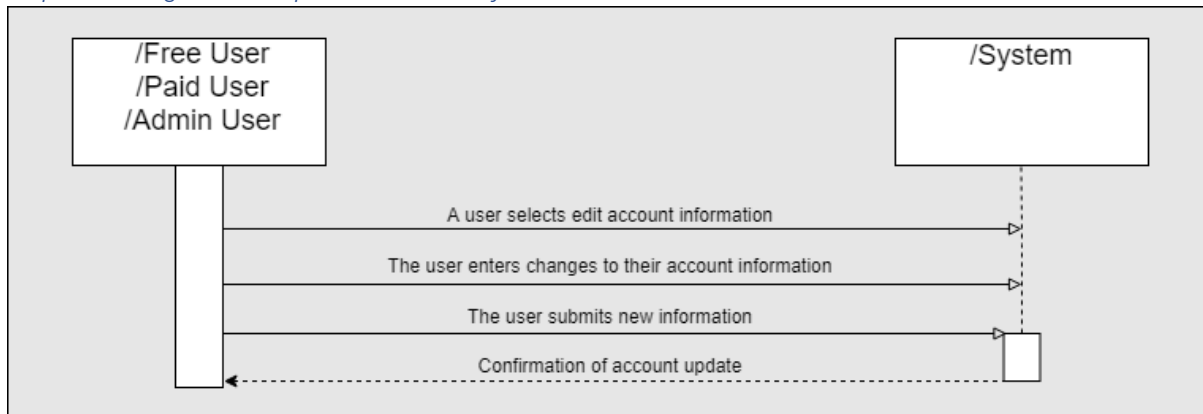 /Free User
/Paid User
/Admin User
/System
A user selects edit account information
The user enters changes to their account information
The user submits new information
Confirmation of account update